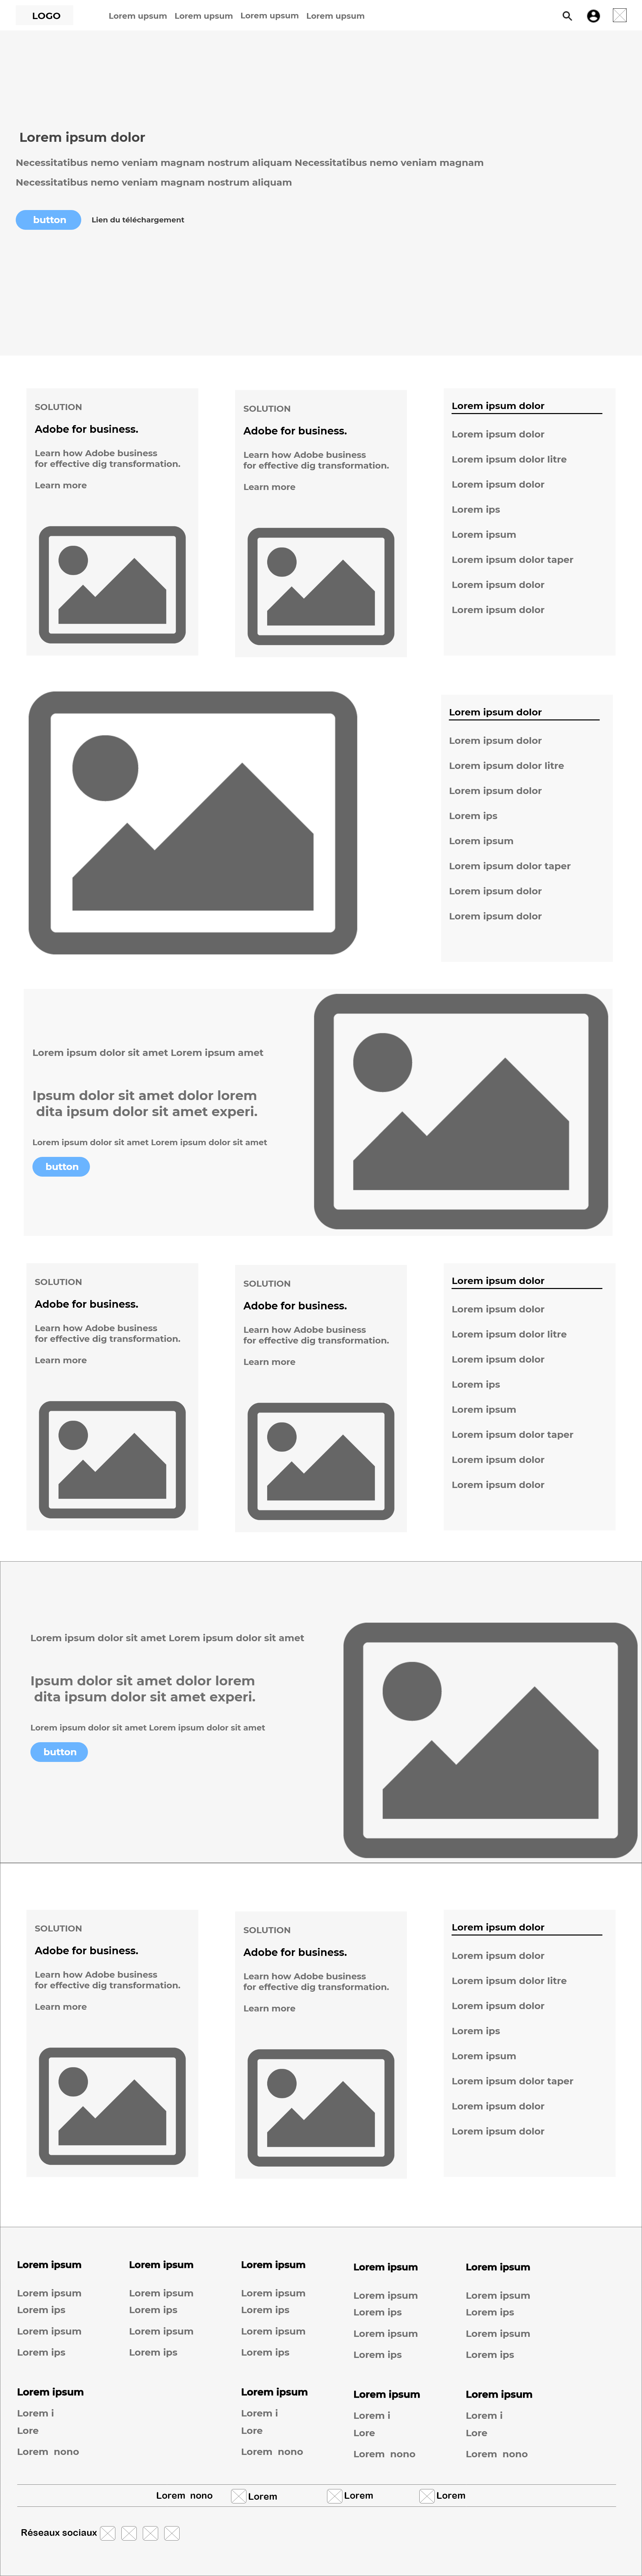 LOGO Lorem upsum Lorem upsum Lorem upsum Lorem upsum
Lorem ipsum dolor
Necessitatibus nemo veniam magnam nostrum aliquam Necessitatibus nemo veniam magnam
Necessitatibus nemo veniam magnam nostrum aliquam
button Lien du téléchargement
SOLUTION
Adobe for business.
Learn how Adobe business
for effective dig transformation.
Learn more
SOLUTION
Adobe for business.
Learn how Adobe business
for effective dig transformation.
Learn more
Lorem ipsum dolor
Lorem ipsum dolor
Lorem ipsum dolor litre
Lorem ipsum dolor
Lorem ips
Lorem ipsum
Lorem ipsum dolor taper
Lorem ipsum dolor
Lorem ipsum dolor
Lorem ipsum dolor
Lorem ipsum dolor
Lorem ipsum dolor litre
Lorem ipsum dolor
Lorem ips
Lorem ipsum
Lorem ipsum dolor taper
Lorem ipsum dolor
Lorem ipsum dolor
Lorem ipsum dolor sit amet Lorem ipsum amet
Ipsum dolor sit amet dolor lorem
dita ipsum dolor sit amet experi.
Lorem ipsum dolor sit amet Lorem ipsum dolor sit amet
button
SOLUTION
Adobe for business.
Learn how Adobe business
for effective dig transformation.
Learn more
SOLUTION
Adobe for business.
Learn how Adobe business
for effective dig transformation.
Learn more
Lorem ipsum dolor
Lorem ipsum dolor
Lorem ipsum dolor litre
Lorem ipsum dolor
Lorem ips
Lorem ipsum
Lorem ipsum dolor taper
Lorem ipsum dolor
Lorem ipsum dolor
Lorem ipsum dolor sit amet Lorem ipsum dolor sit amet
Ipsum dolor sit amet dolor lorem
dita ipsum dolor sit amet experi.
Lorem ipsum dolor sit amet Lorem ipsum dolor sit amet
button
SOLUTION
Adobe for business.
Learn how Adobe business
for effective dig transformation.
Learn more
SOLUTION
Adobe for business.
Learn how Adobe business
for effective dig transformation.
Learn more
Lorem ipsum dolor
Lorem ipsum dolor
Lorem ipsum dolor litre
Lorem ipsum dolor
Lorem ips
Lorem ipsum
Lorem ipsum dolor taper
Lorem ipsum dolor
Lorem ipsum dolor
Lorem ipsum
Lorem ipsum
Lorem ips
Lorem ipsum
Lorem ips
Lorem ipsum
Lorem ipsum
Lorem ips
Lorem ipsum
Lorem ips
Lorem ipsum
Lorem ipsum
Lorem ips
Lorem ipsum
Lorem ips
Lorem ipsum
Lorem ipsum
Lorem ips
Lorem ipsum
Lorem ips
Lorem ipsum
Lorem ipsum
Lorem ips
Lorem ipsum
Lorem ips
Lorem ipsum
Lorem i
Lore
Lorem nono
Lorem ipsum
Lorem i
Lore
Lorem nono
Lorem ipsum
Lorem i
Lore
Lorem nono
Lorem ipsum
Lorem i
Lore
Lorem nono
Lorem nono Lorem Lorem Lorem
Réseaux sociaux